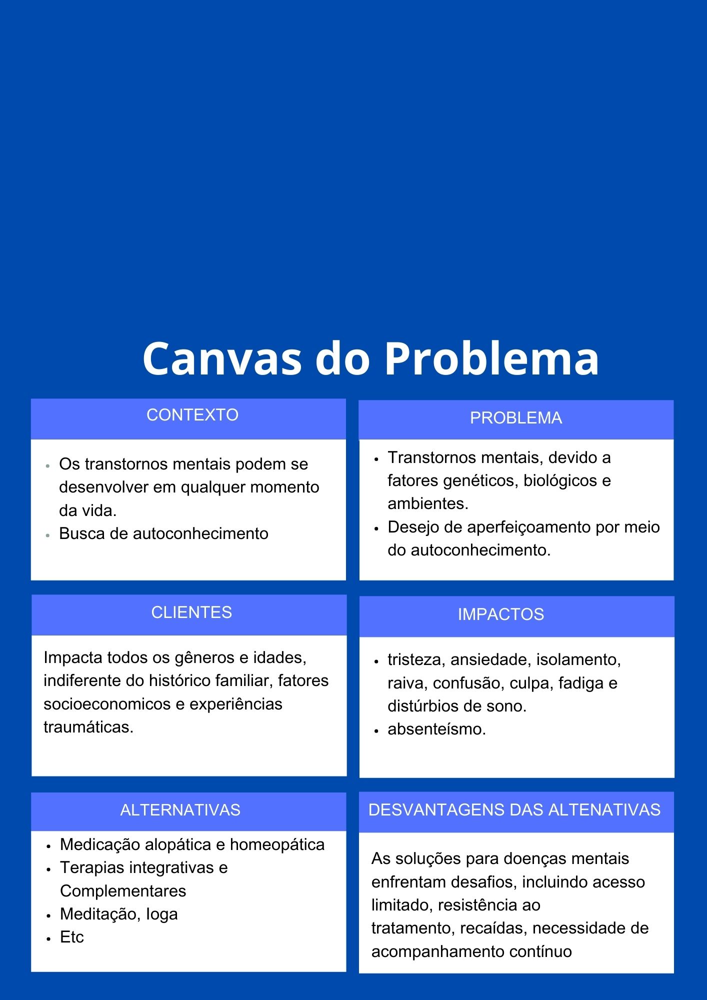 Canvas do Problema
CONTEXTO
Os transtornos mentais podem se
desenvolver em qualquer momento
da vida.
Busca de autoconhecimento
PROBLEMA
Transtornos mentais, devido a
fatores genéticos, biológicos e
ambientes.
Desejo de aperfeiçoamento por meio
do autoconhecimento.
CLIENTES
Impacta todos os gêneros e idades,
indiferente do histórico familiar, fatores
socioeconomicos e experiências
traumáticas.
IMPACTOS
tristeza, ansiedade, isolamento,
raiva, confusão, culpa, fadiga e
distúrbios de sono.
absenteísmo.
ALTERNATIVAS
Medicação alopática e homeopática
Terapias integrativas e
Complementares
Meditação, Ioga
Etc
DESVANTAGENS DAS ALTENATIVAS
As soluções para doenças mentais
enfrentam desafios, incluindo acesso
limitado, resistência ao
tratamento, recaídas, necessidade de
acompanhamento contínuo